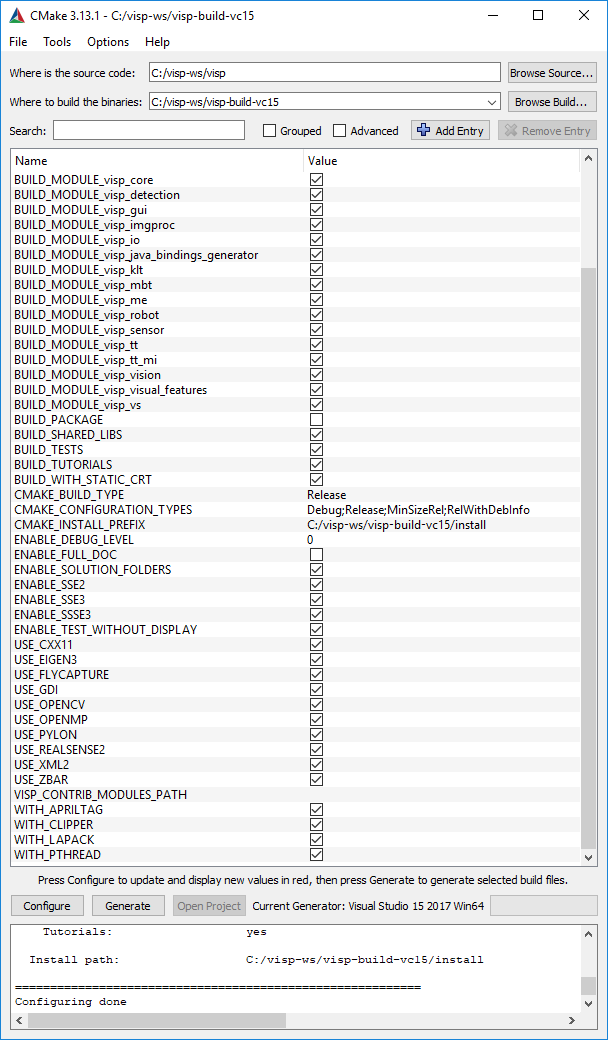 CMake 3.13.1 - C:/visp-ws/visp-build-vc15
File Tools Options Help
Where is the source code: C:/visp-ws/visp Browse Source...
Where to build the binaries: C:/visp-ws/visp-build-vc15 Browse Build...
Search: Grouped Advanced Add Entry Remove Entry
Name Value
BUILD_MODULE_visp_core
BUILD_MODULE_visp_detection
BUILD_MODULE_visp_gui
BUILD_MODULE_visp_imgproc
BUILD_MODULE_visp_io
BUILD_MODULE_visp_java_bindings_generator
BUILD_MODULE_visp_klt
BUILD_MODULE_visp_mbt
BUILD_MODULE_visp_me
BUILD_MODULE_visp_robot
BUILD_MODULE_visp_sensor
BUILD_MODULE_visp_tt
BUILD_MODULE_visp_tt_mi
BUILD_MODULE_visp_vision
BUILD_MODULE_visp_visual_features
BUILD_MODULE_visp_vs
BUILD_PACKAGE
BUILD_SHARED_LIBS
BUILD_TESTS
BUILD_TUTORIALS
BUILD_WITH_STATIC_CRT
CMAKE_BUILD_TYPE Release
CMAKE_CONFIGURATION_TYPES Debug;Release;MinSizeRel;RelWithDebInfo
CMAKE_INSTALL_PREFIX C:/visp-ws/visp-build-vc15/install
ENABLE_DEBUG_LEVEL 0
ENABLE_FULL_DOC
ENABLE_SOLUTION_FOLDERS
ENABLE_SSE2
ENABLE_SSE3
ENABLE_SSSE3
ENABLE_TEST_WITHOUT_DISPLAY
USE_CXX11
USE_EIGEN3
USE_FLYCAPTURE
USE_GDI
USE_OPENCV
USE_OPENMP
USE_PYLON
USE_REALSENSE2
USE_XML2
USE_ZBAR
VISP_CONTRIB_MODULES_PATH
WITH_APRILTAG
WITH_CLIPPER
WITH_LAPACK
WITH_PTHREAD
Press Configure to update and display new values in red, then press Generate to generate selected build files.
Configure Generate Open Project Current Generator: Visual Studio 15 2017 Win64
Tutorials: yes
Install path: C:/visp-ws/visp-build-vc15/install
==========================================================
Configuring done